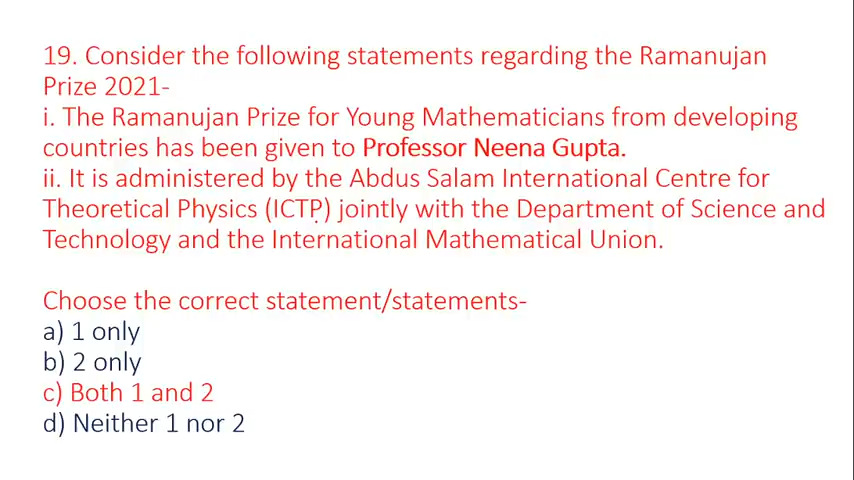 19. Consider the following statements regarding the Ramanujan
Prize 2021-
i. The Ramanujan Prize for Young Mathematicians from developing
countries has been given to Professor Neena Gupta.
ii. It is administered by the Abdus Salam International Centre for
Theoretical Physics (ICTP) jointly with the Department of Science and
Technology and the International Mathematical Union.
Choose the correct statement/statements-
a) 1 only
b) 2 only
c) Both 1 and 2
d) Neither 1 nor 2